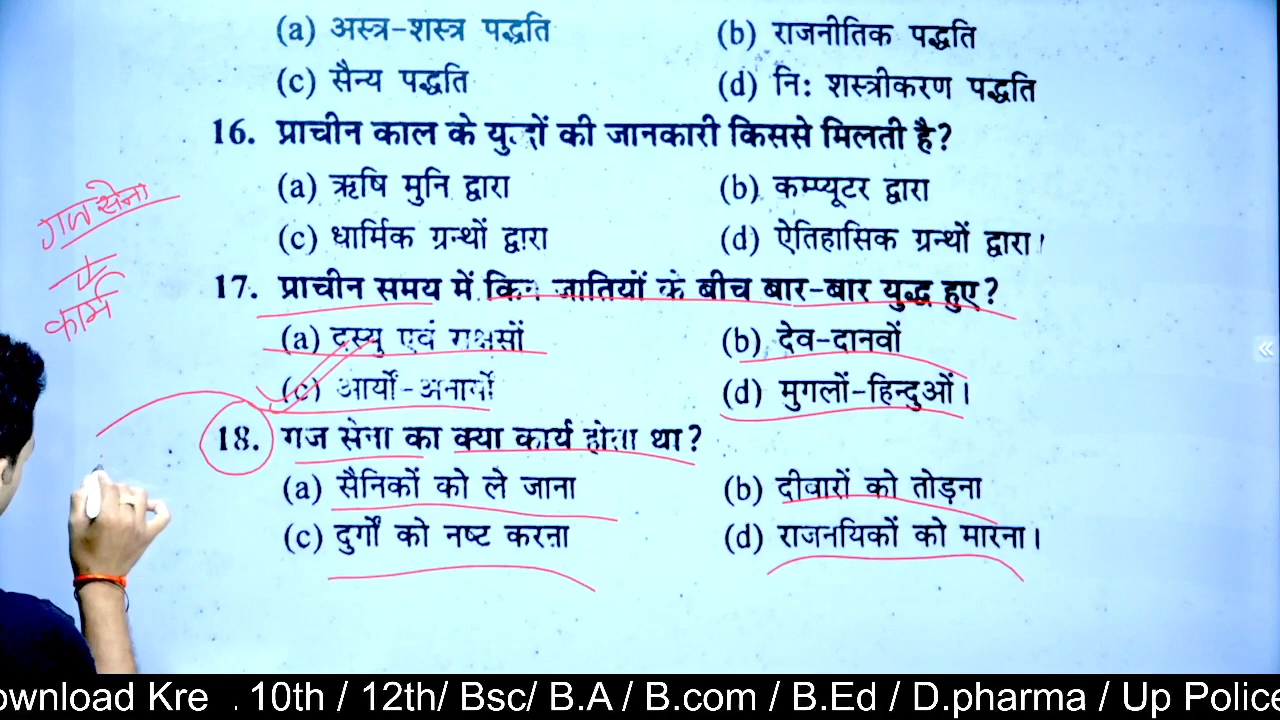 (a) अस्त्र-शस्त्र पद्धति (b) राजनीतिक पद्धति
(c) सैन्य पद्धति (d) नि: शस्त्रीकरण पद्धति
16. प्राचीन काल के युद्धों की जानकारी किससे मिलती है?
(a) ऋषि मुनि द्वारा (b) कम्प्यूटर द्वारा
(c) धार्मिक ग्रन्थों द्वारा (d) ऐतिहासिक ग्रन्थों द्वारा।
17. प्राचीन समय में किन जातियों के बीच बार-बार युद्ध हुए?
(a) दस्यु एवं राक्षसों (b) देव-दानवों
(c) आर्यों-अनार्यों (d) मुगलों-हिन्दुओं।
18. गज सेना का क्या कार्य होता था?
(a) सैनिकों को ले जाना (b) दीवारों को तोड़ना
(c) दुर्गों को नष्ट करना (d) राजनयिकों को मारना।
गज सेना
के
कार्य
ownload Kre . 10th / 12th/ Bsc/ B.A / B.com / B.Ed / D.pharma / Up Police